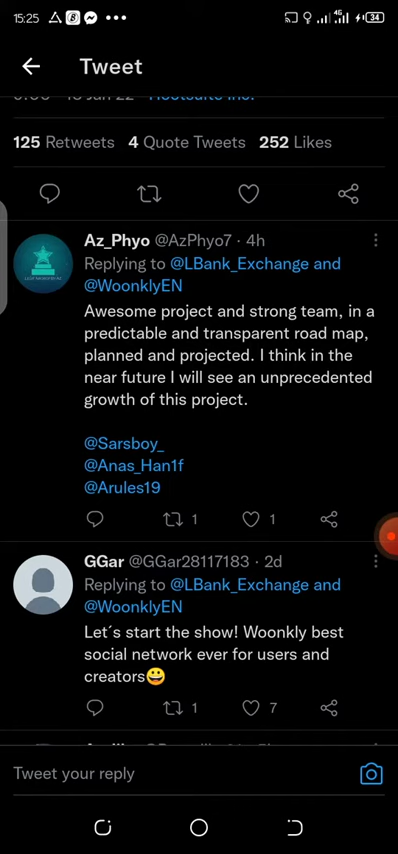 15:25
4G
34
Tweet
125 Retweets 4 Quote Tweets 252 Likes
Az_Phyo @AzPhyo7 · 4h
Replying to @LBank_Exchange and
@WoonklyEN
Awesome project and strong team, in a
predictable and transparent road map,
planned and projected. I think in the
near future I will see an unprecedented
growth of this project.
@Sarsboy_
@Anas_Han1f
@Arules19
1 1
GGar @GGar28117183 · 2d
Replying to @LBank_Exchange and
@WoonklyEN
Let´s start the show! Woonkly best
social network ever for users and
creators😀
1 7
Tweet your reply